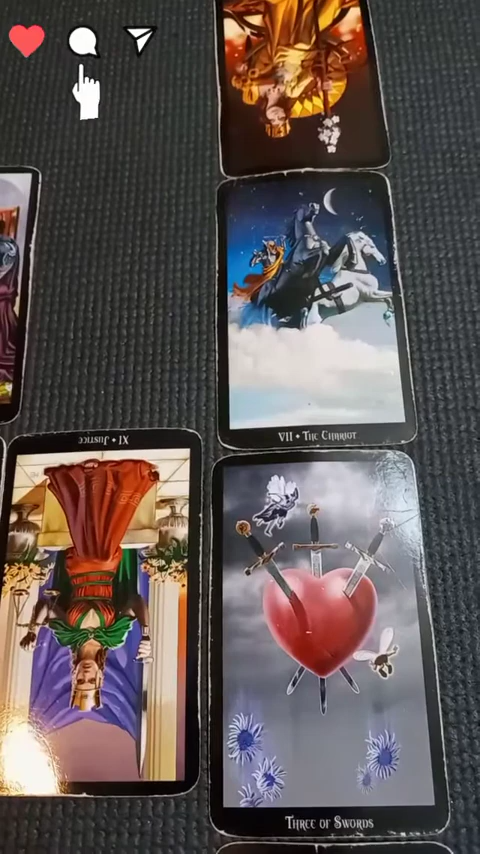 VII • The Chariot
XI • Justice
Three of Swords